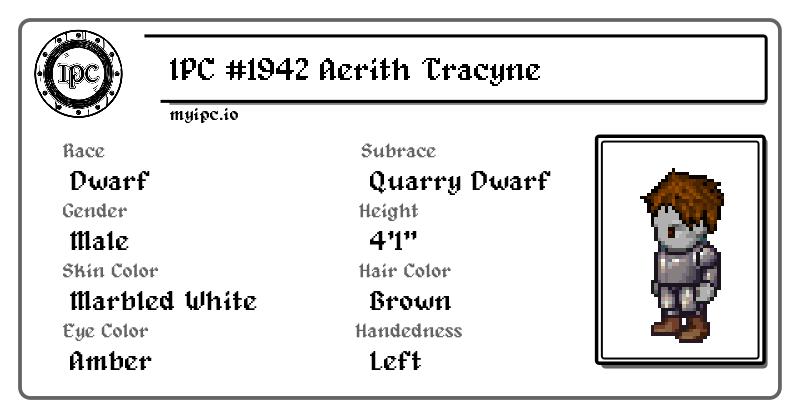 IPC
IPC #1942 Aerith Tracyne
myipc.io
Race
Dwarf
Subrace
Quarry Dwarf
Gender
Male
Height
4'1"
Skin Color
Marbled White
Hair Color
Brown
Eye Color
Amber
Handedness
Left